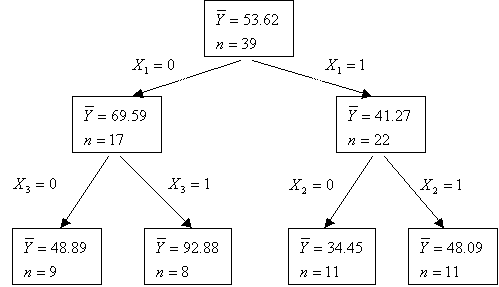 Ȳ = 53.62
n = 39
X₁ = 0
X₁ = 1
Ȳ = 69.59
n = 17
Ȳ = 41.27
n = 22
X₃ = 0
X₃ = 1
X₂ = 0
X₂ = 1
Ȳ = 48.89
n = 9
Ȳ = 92.88
n = 8
Ȳ = 34.45
n = 11
Ȳ = 48.09
n = 11